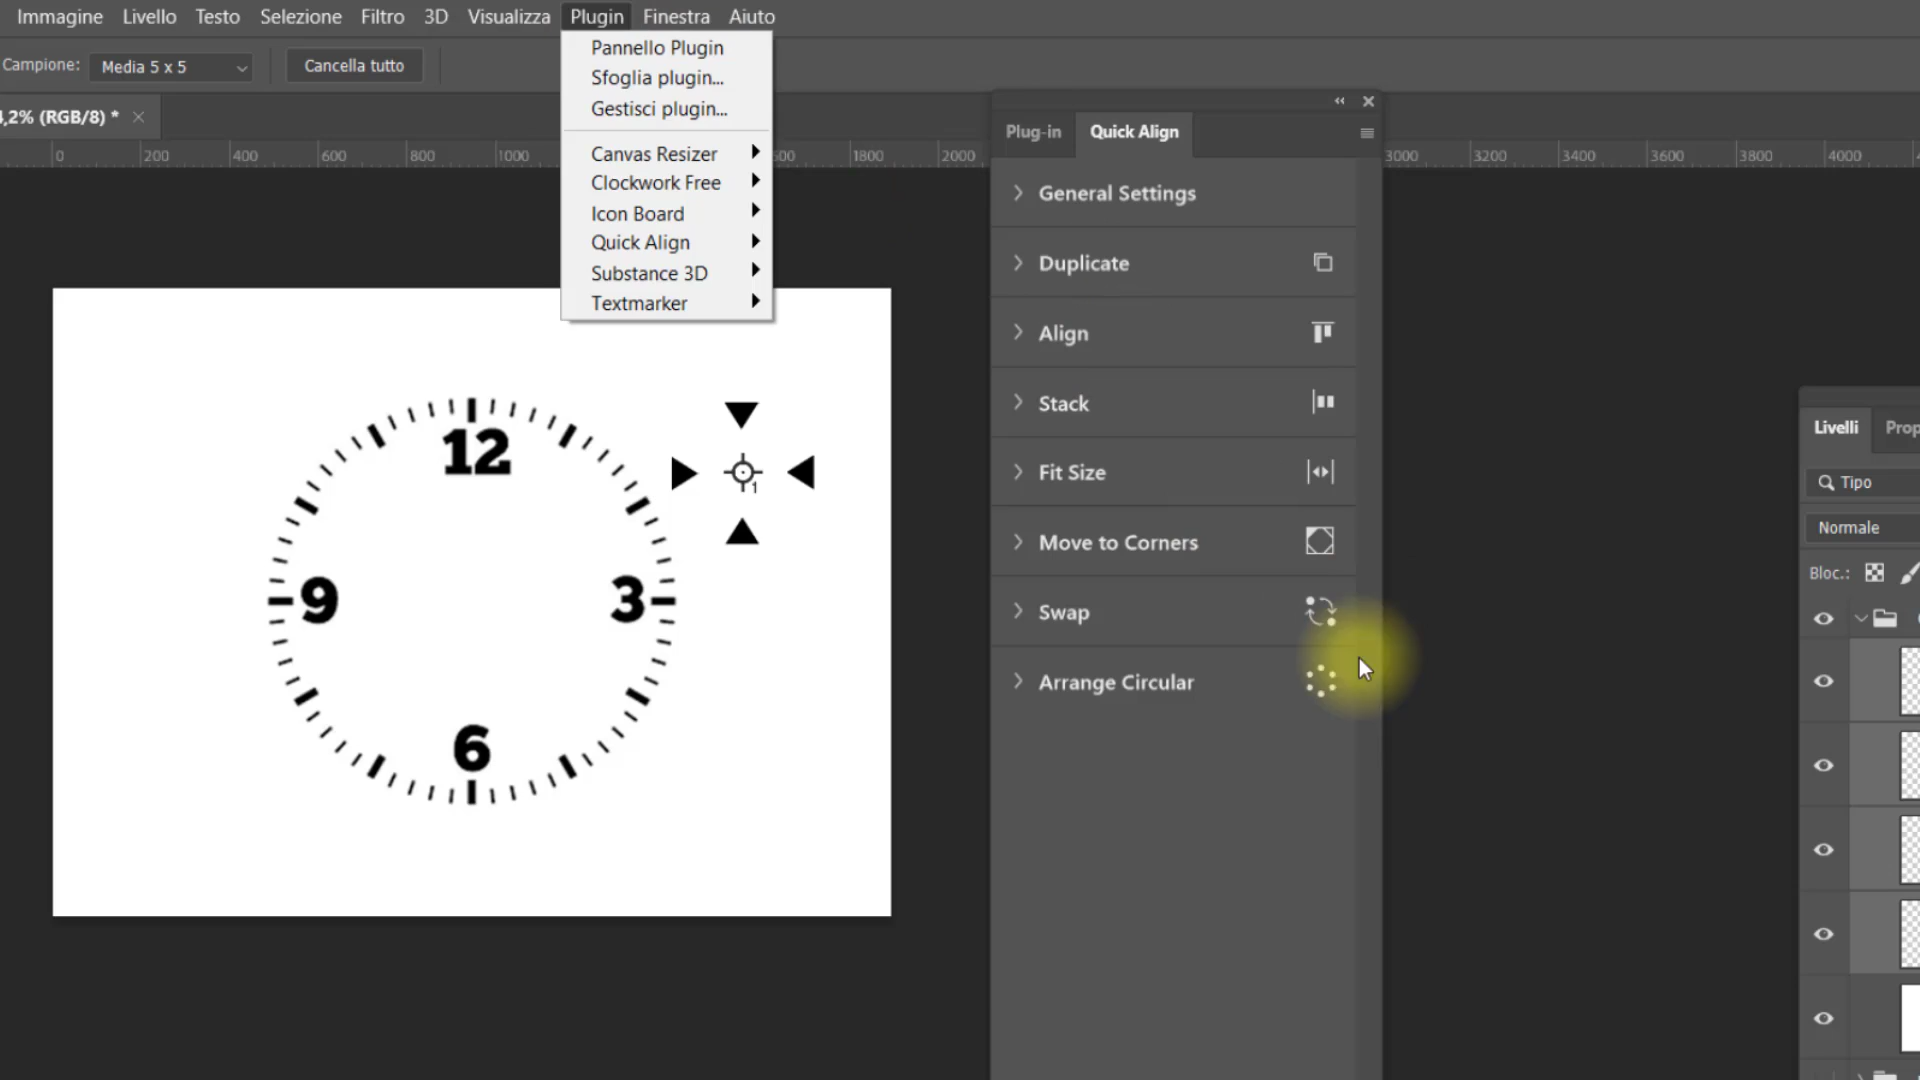 Immagine Livello Testo Selezione Filtro 3D Visualizza Plugin Finestra Aiuto
Campione: Media 5 x 5 Cancella tutto
4,2% (RGB/8) *
0 200 400 600 800 1000 1800 2000 3000 3200 3400 3600 3800 4000
Pannello Plugin
Sfoglia plugin...
Gestisci plugin...
Canvas Resizer
Clockwork Free
Icon Board
Quick Align
Substance 3D
Textmarker
12
9
3
6
1
Plug-in Quick Align
General Settings
Duplicate
Align
Stack
Fit Size
Move to Corners
Swap
Arrange Circular
Livelli
Tipo
Normale
Bloc.: